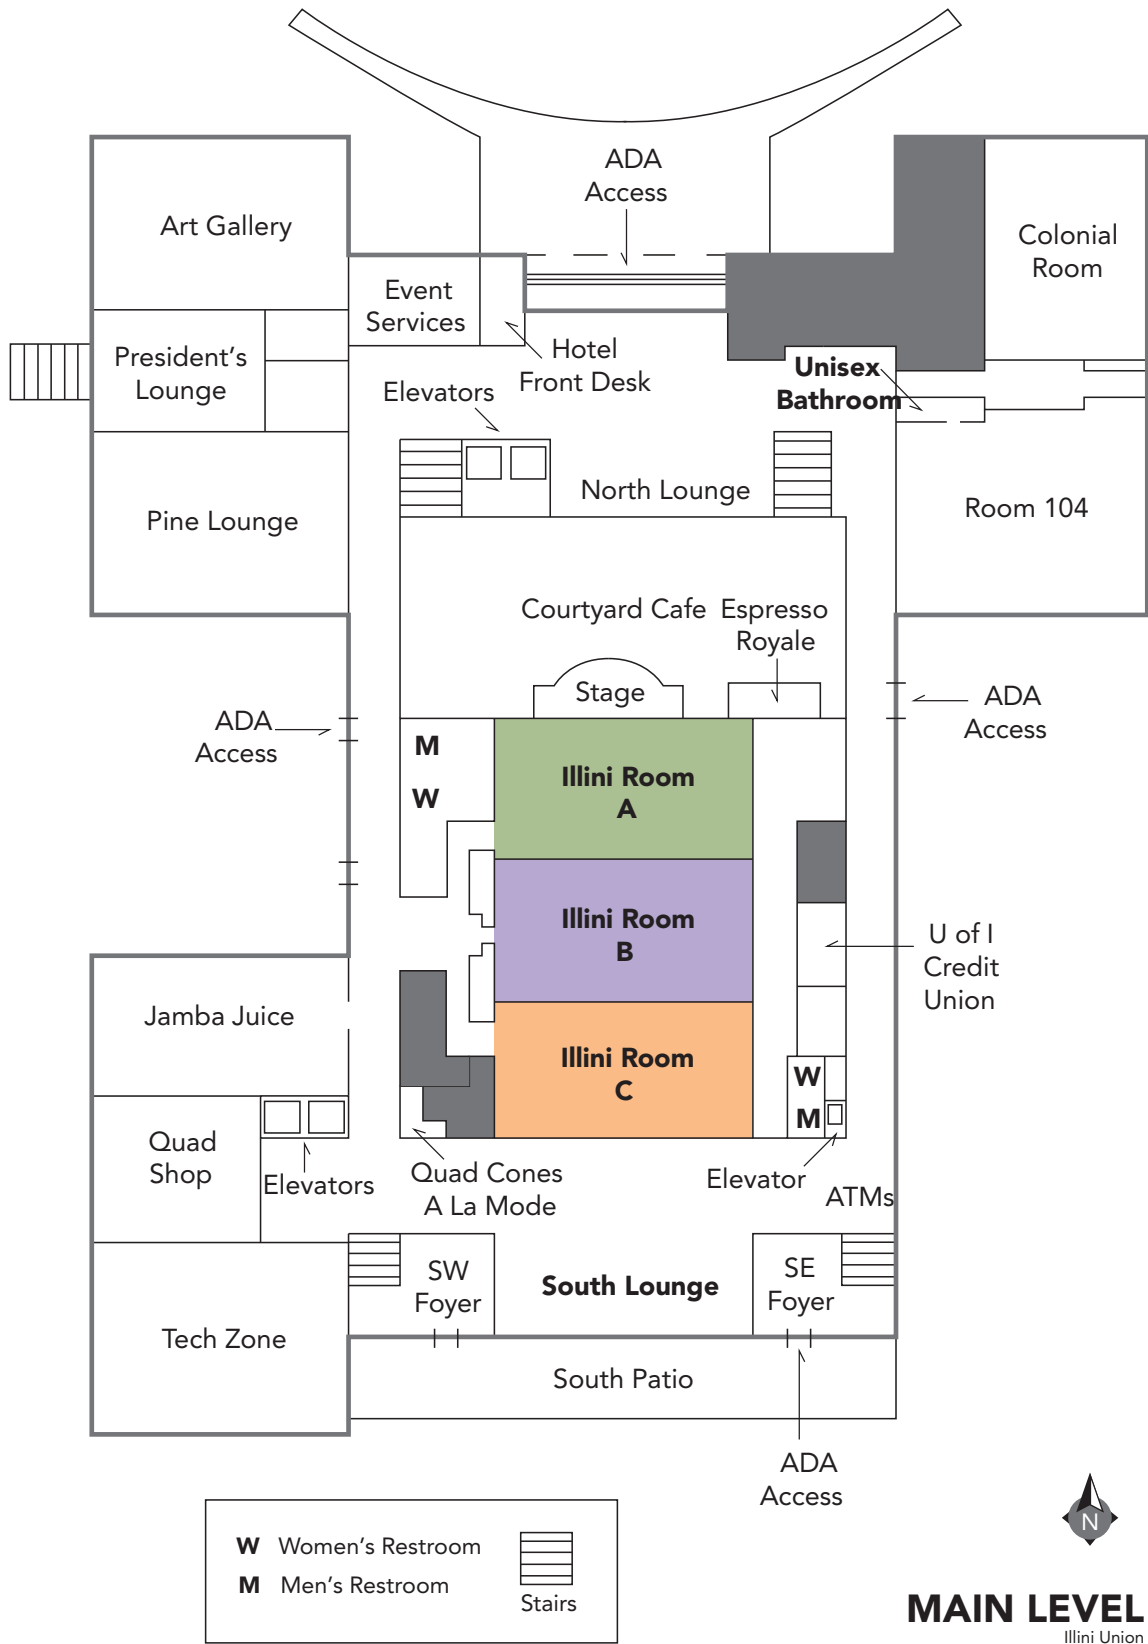 ADA
Access
Art Gallery
Colonial
Room
Event
Services
President's
Lounge
Hotel
Front Desk
Unisex
Bathroom
Elevators
North Lounge
Pine Lounge
Room 104
Courtyard Cafe
Espresso
Royale
Stage
ADA
Access
ADA
Access
M
W
Illini Room
A
Illini Room
B
U of I
Credit
Union
Jamba Juice
Illini Room
C
W
M
Quad
Shop
Elevators
Quad Cones
A La Mode
Elevator
ATMs
SW
Foyer
South Lounge
SE
Foyer
Tech Zone
South Patio
ADA
Access
W Women's Restroom
M Men's Restroom
Stairs
N
MAIN LEVEL
Illini Union